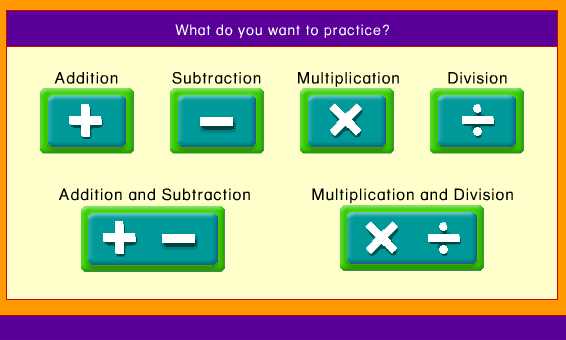 What do you want to practice?
Addition Subtraction Multiplication Division
+ − × ÷
Addition and Subtraction Multiplication and Division
+ − × ÷